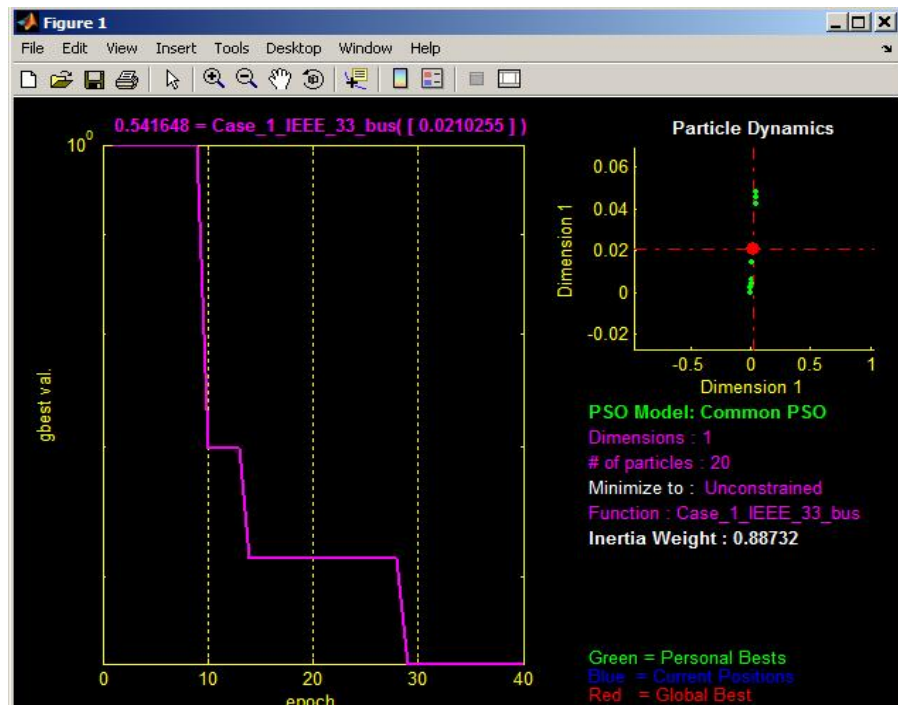 Figure 1
File Edit View Insert Tools Desktop Window Help
0.541648 = Case_1_IEEE_33_bus( [ 0.0210255 ] )
10^0
gbest val.
0 10 20 30 40
epoch
Particle Dynamics
0.06
0.04
0.02
0
-0.02
Dimension 1
-0.5 0 0.5 1
Dimension 1
PSO Model: Common PSO
Dimensions : 1
# of particles : 20
Minimize to : Unconstrained
Function : Case_1_IEEE_33_bus
Inertia Weight : 0.88732
Green = Personal Bests
Blue = Current Positions
Red = Global Best